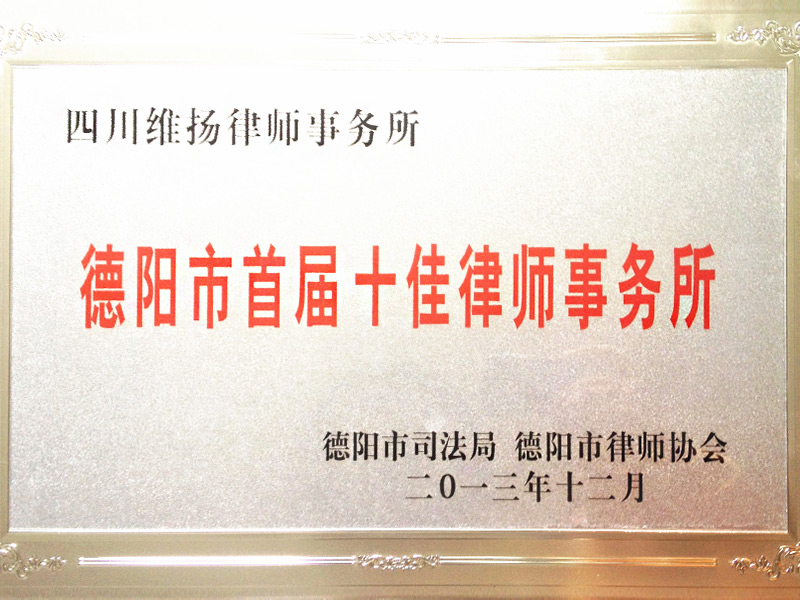 四川维扬律师事务所
德阳市首届十佳律师事务所
德阳市司法局 德阳市律师协会
二0一三年十二月